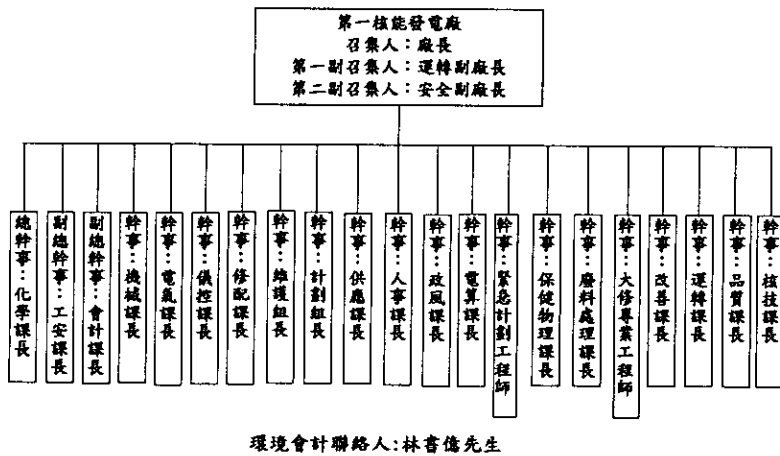 第一核能發電廠
召集人：廠長
第一副召集人：運轉副廠長
第二副召集人：安全副廠長
總幹事：化學課長
副總幹事：工安課長
副總幹事：會計課長
幹事：機械課長
幹事：電氣課長
幹事：儀控課長
幹事：修配課長
幹事：維護組長
幹事：計劃組長
幹事：供應課長
幹事：人事課長
幹事：政風課長
幹事：電算課長
幹事：緊急計劃工程師
幹事：保健物理課長
幹事：廢料處理課長
幹事：大修專業工程師
幹事：改善課長
幹事：運轉課長
幹事：品質課長
幹事：核技課長
環境會計聯絡人:林書億先生